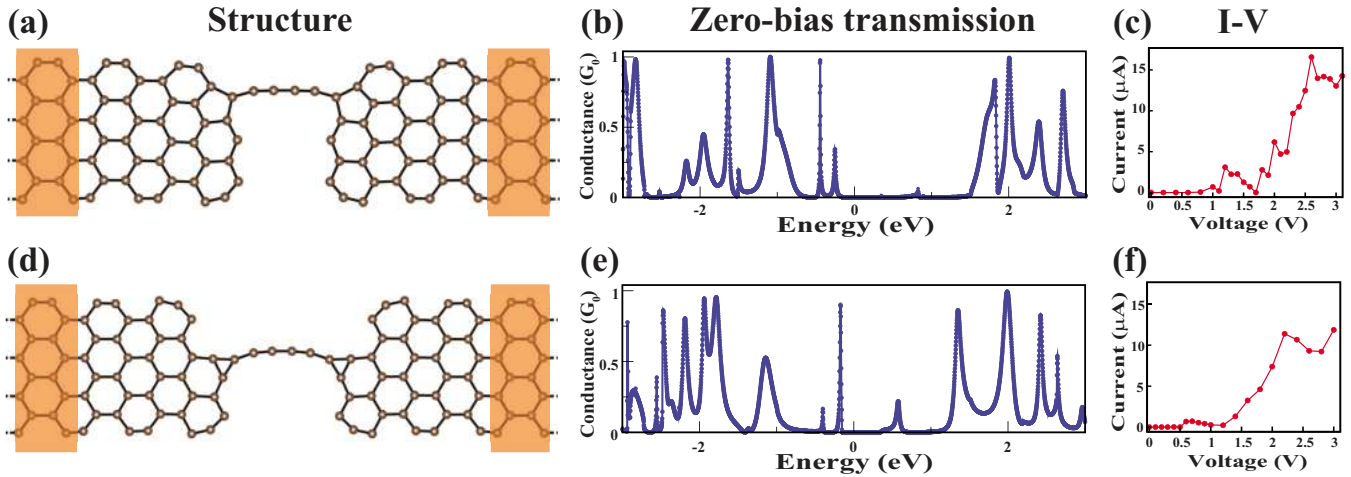 (a) Structure (b) Zero-bias transmission (c) I-V
Conductance (G₀)
1
0.5
0
-2 0 2
Energy (eV)
Current (μA)
15
10
5
0
0 0.5 1 1.5 2 2.5 3
Voltage (V)
(d) (e) (f)
Conductance (G₀)
1
0.5
0
-2 0 2
Energy (eV)
Current (μA)
15
10
5
0
0 0.5 1 1.5 2 2.5 3
Voltage (V)